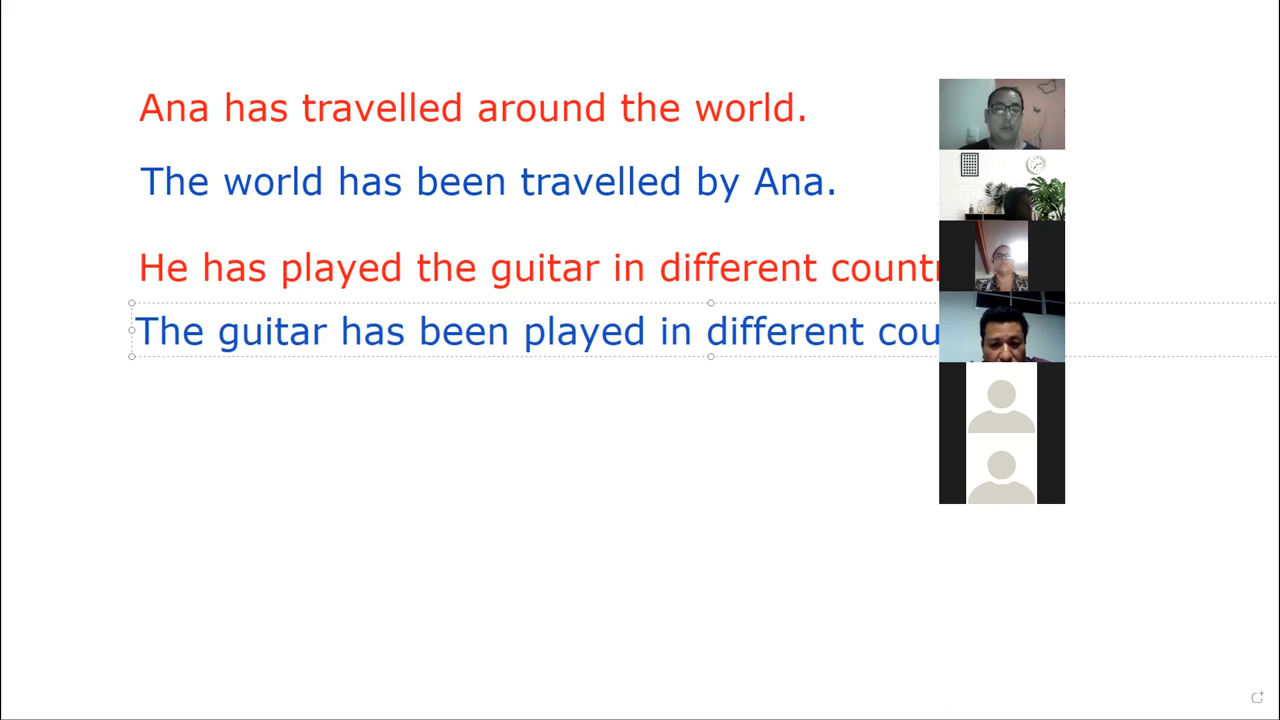 Ana has travelled around the world.
The world has been travelled by Ana.
He has played the guitar in different
The guitar has been played in different